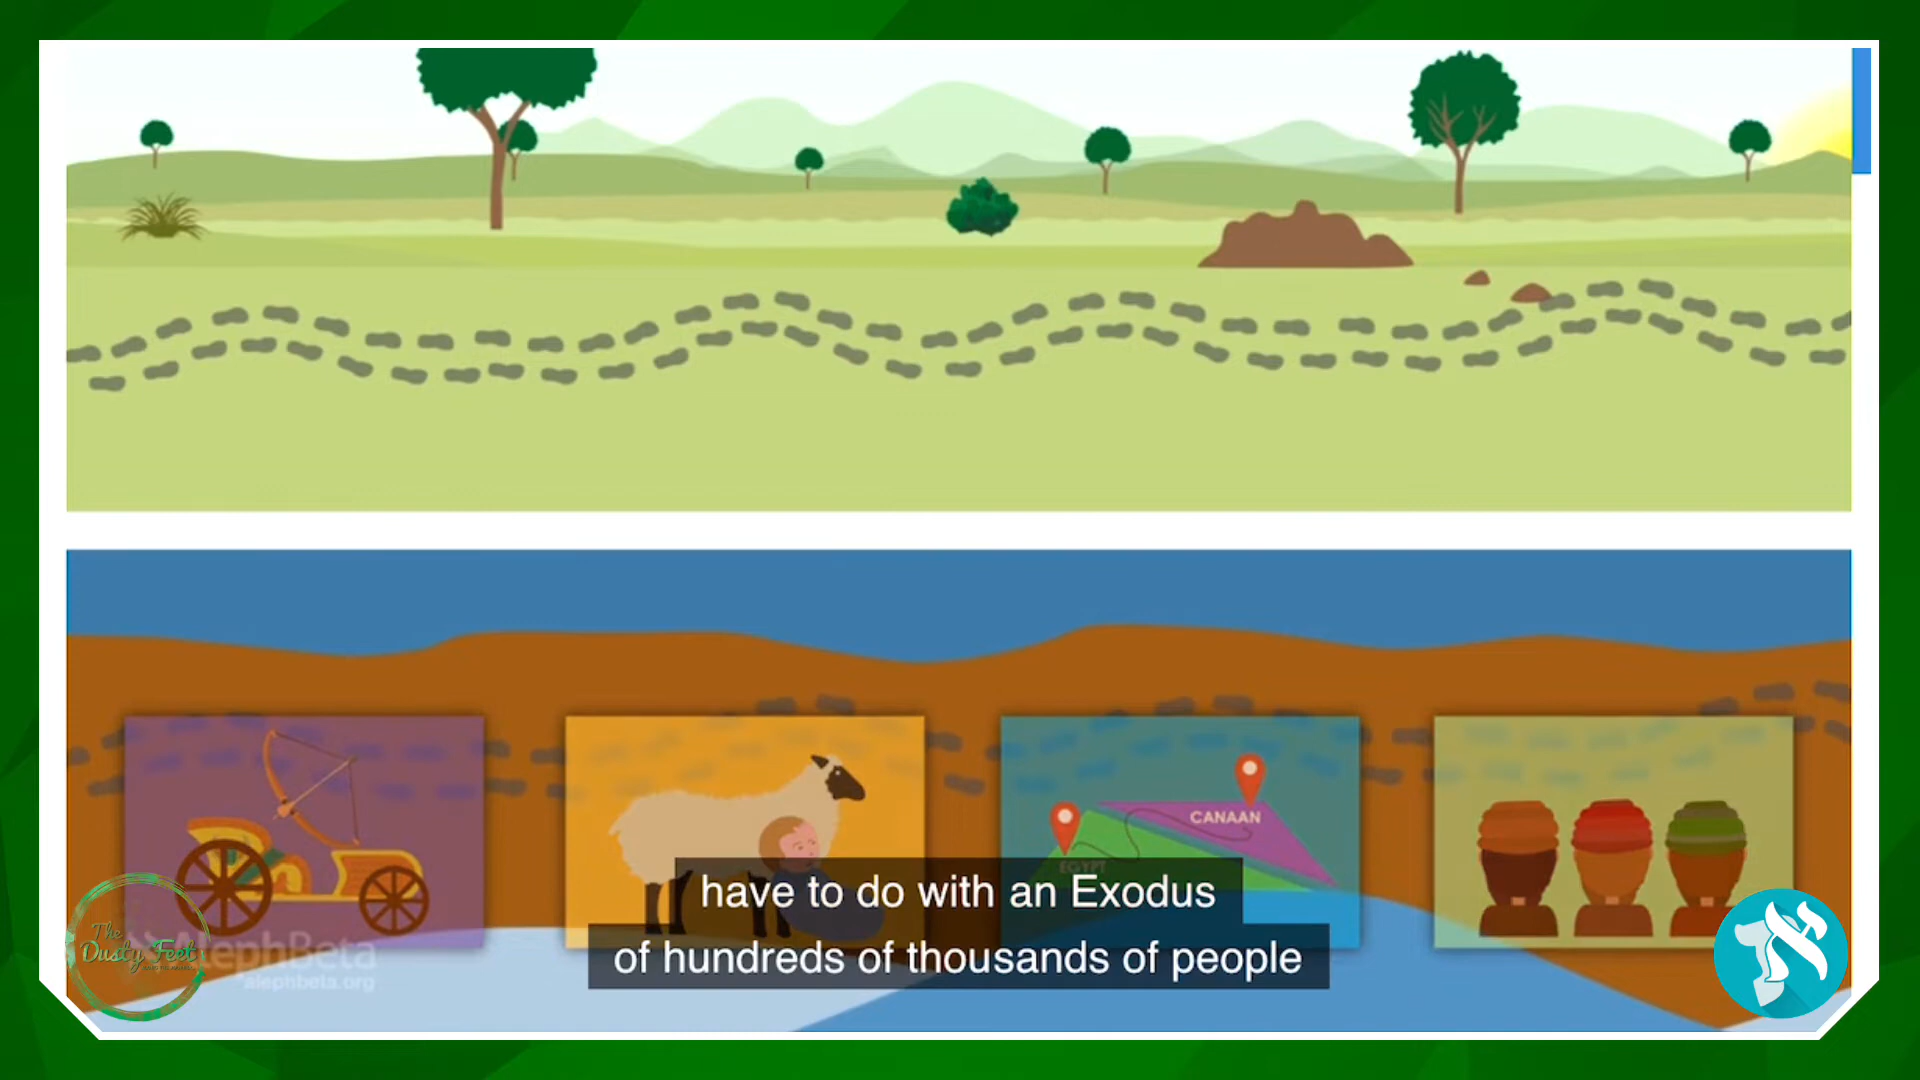 CANAAN
EGYPT
have to do with an Exodus
of hundreds of thousands of people
The
Dusty Feet
AlephBeta
alephbeta.org
א